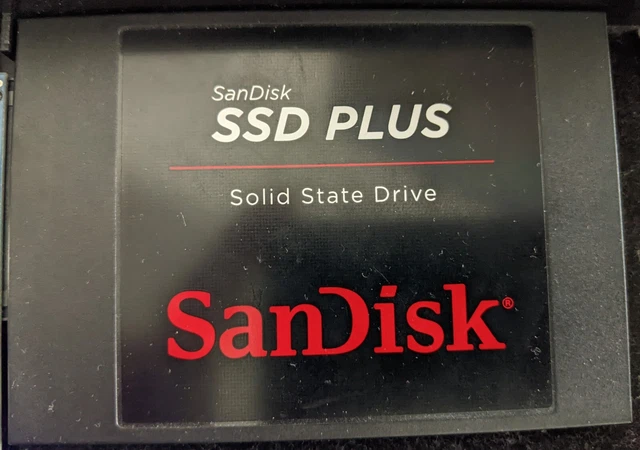 SanDisk
SSD PLUS
Solid State Drive
SanDisk®